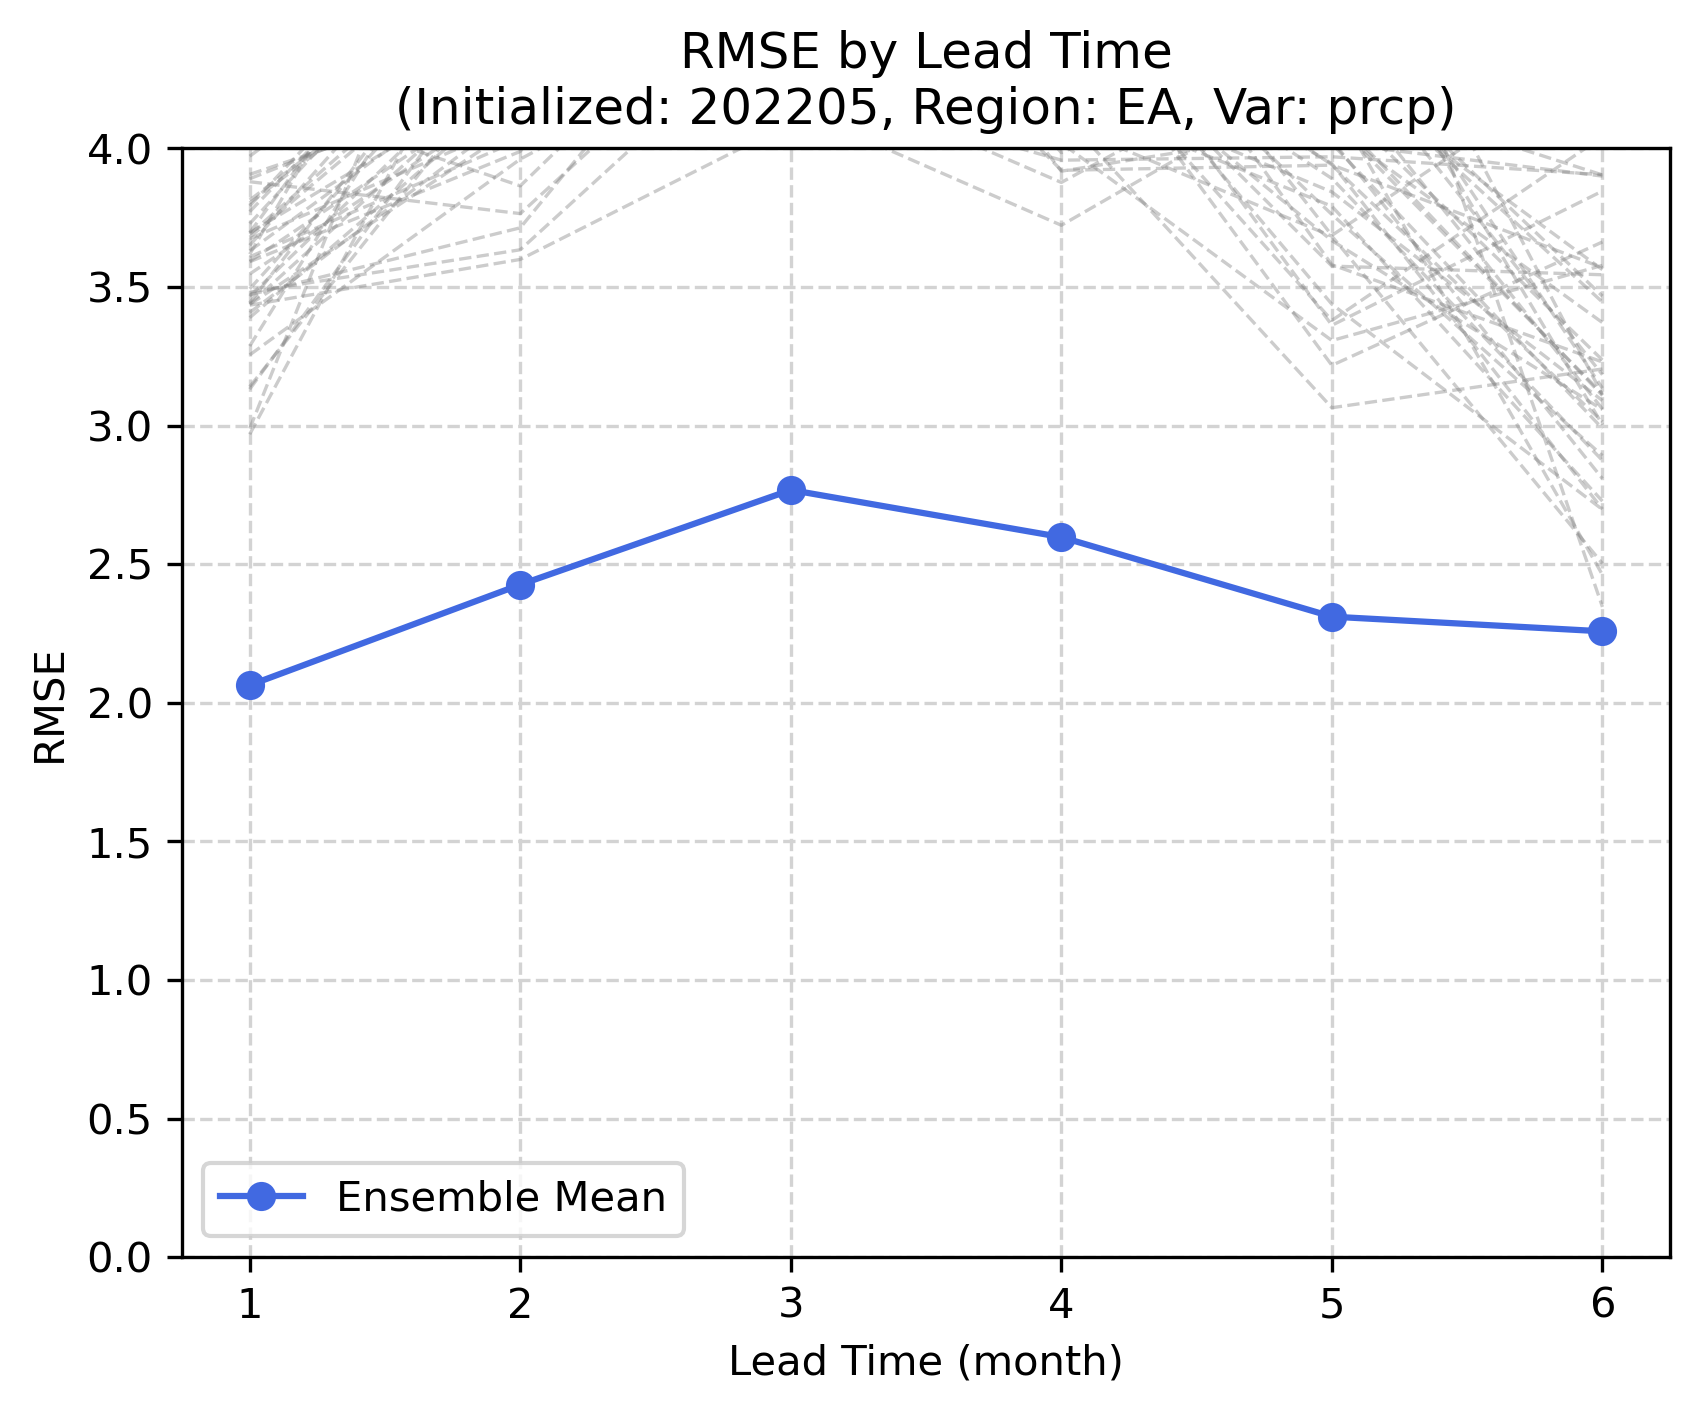 RMSE by Lead Time
(Initialized: 202205, Region: EA, Var: prcp)
4.0
3.5
3.0
2.5
2.0
1.5
1.0
0.5
0.0
RMSE
Ensemble Mean
1 2 3 4 5 6
Lead Time (month)